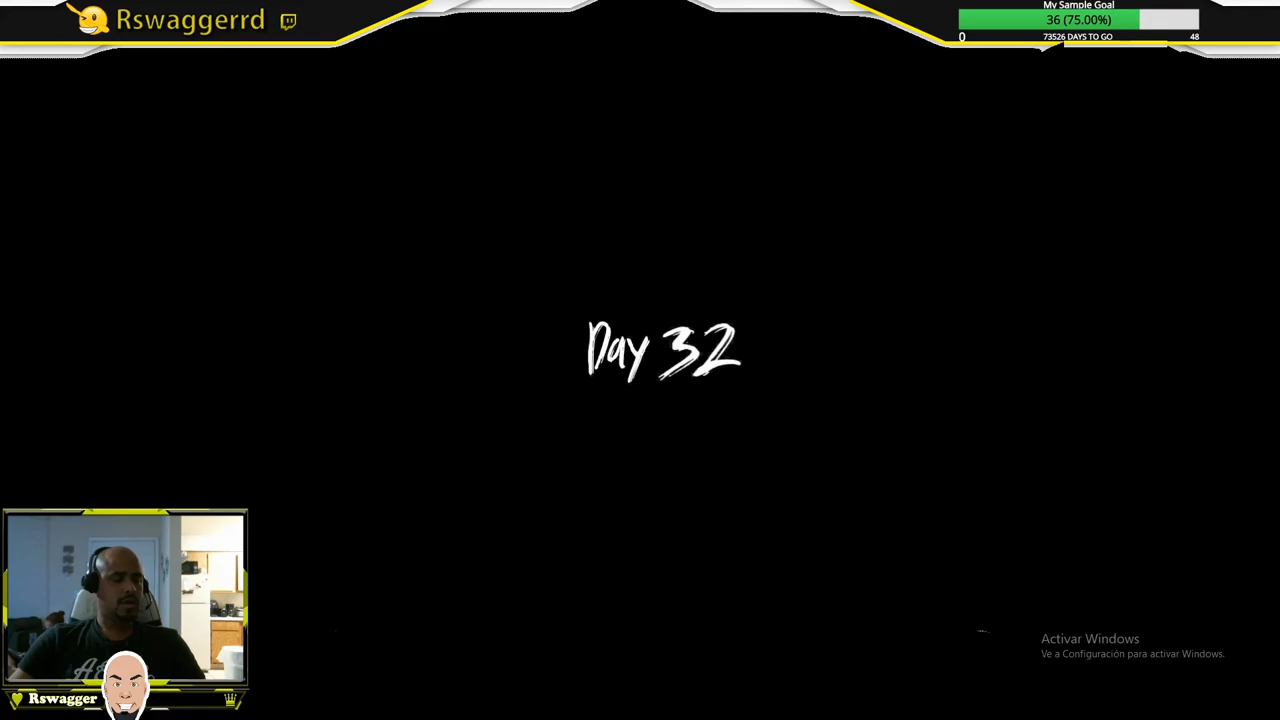 Rswaggerrd
My Sample Goal
36 (75.00%)
0 73526 DAYS TO GO 48
Day 32
Activar Windows
Ve a Configuración para activar Windows.
Rswagger